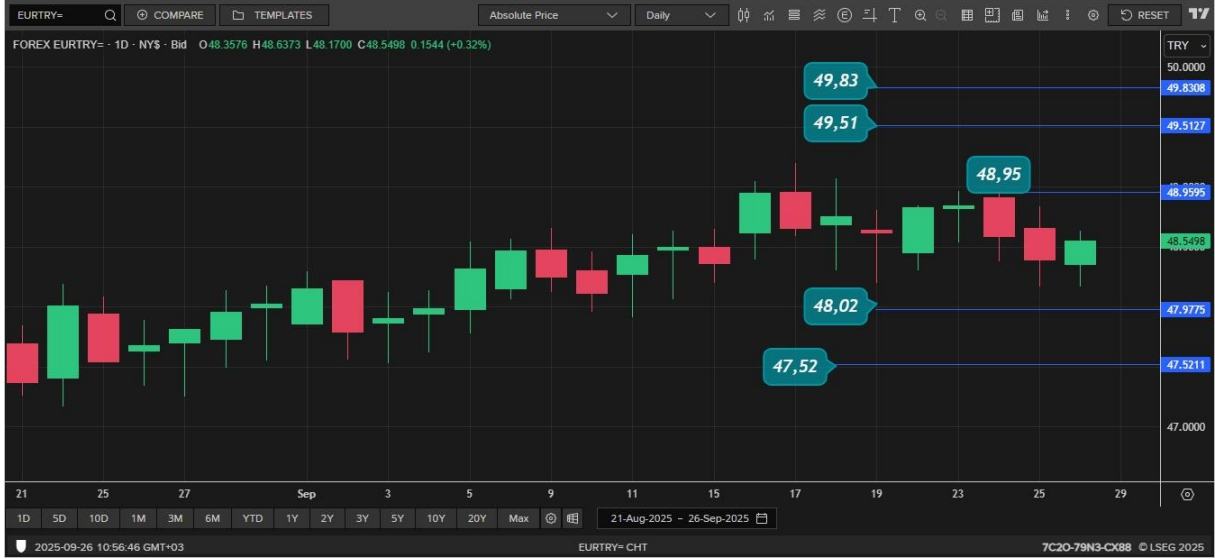 EURTRY=
COMPARE
TEMPLATES
Absolute Price
Daily
RESET
FOREX EURTRY= · 1D · NY$ · Bid O48.3576 H48.6373 L48.1700 C48.5498 0.1544 (+0.32%)
TRY
50.0000
49,83
49.8308
49,51
49.5127
48,95
48.9595
48.5498
48,02
47.9775
47,52
47.5211
47.0000
21 25 27 Sep 3 5 9 11 15 17 19 23 25 29
1D 5D 10D 1M 3M 6M YTD 1Y 2Y 3Y 5Y 10Y 20Y Max 21-Aug-2025 - 26-Sep-2025
2025-09-26 10:56:46 GMT+03 EURTRY= CHT 7C2O-79N3-CX88 © LSEG 2025